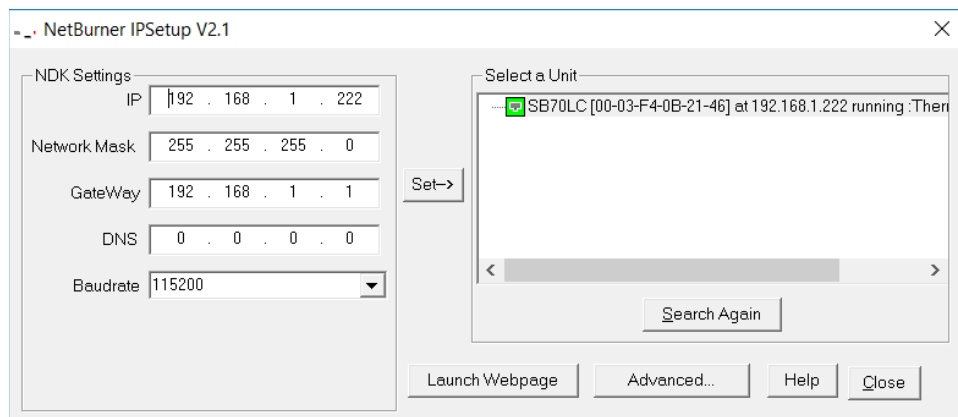 NetBurner IPSetup V2.1
NDK Settings
IP 192 . 168 . 1 . 222
Network Mask 255 . 255 . 255 . 0
GateWay 192 . 168 . 1 . 1
DNS 0 . 0 . 0 . 0
Baudrate 115200
Set-->
Select a Unit
SB70LC [00-03-F4-0B-21-46] at 192.168.1.222 running :Ther
Search Again
Launch Webpage
Advanced...
Help
Close